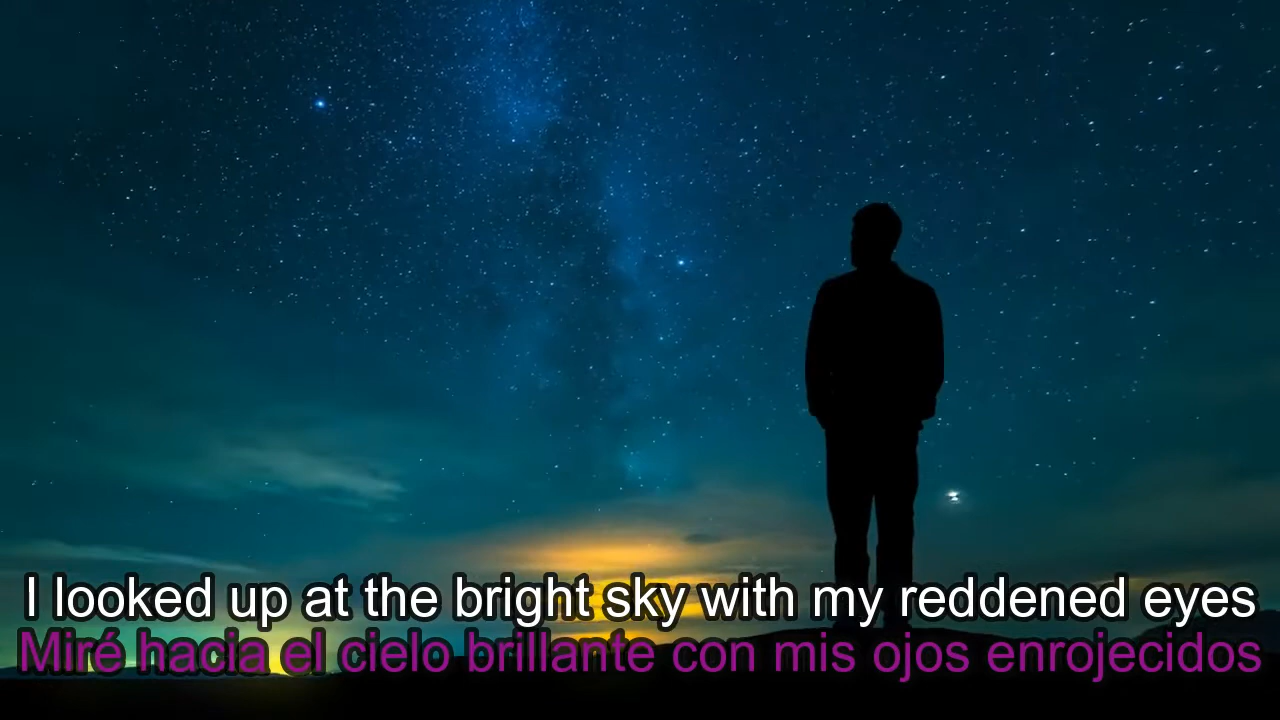 I looked up at the bright sky with my reddened eyes
Miré hacia el cielo brillante con mis ojos enrojecidos